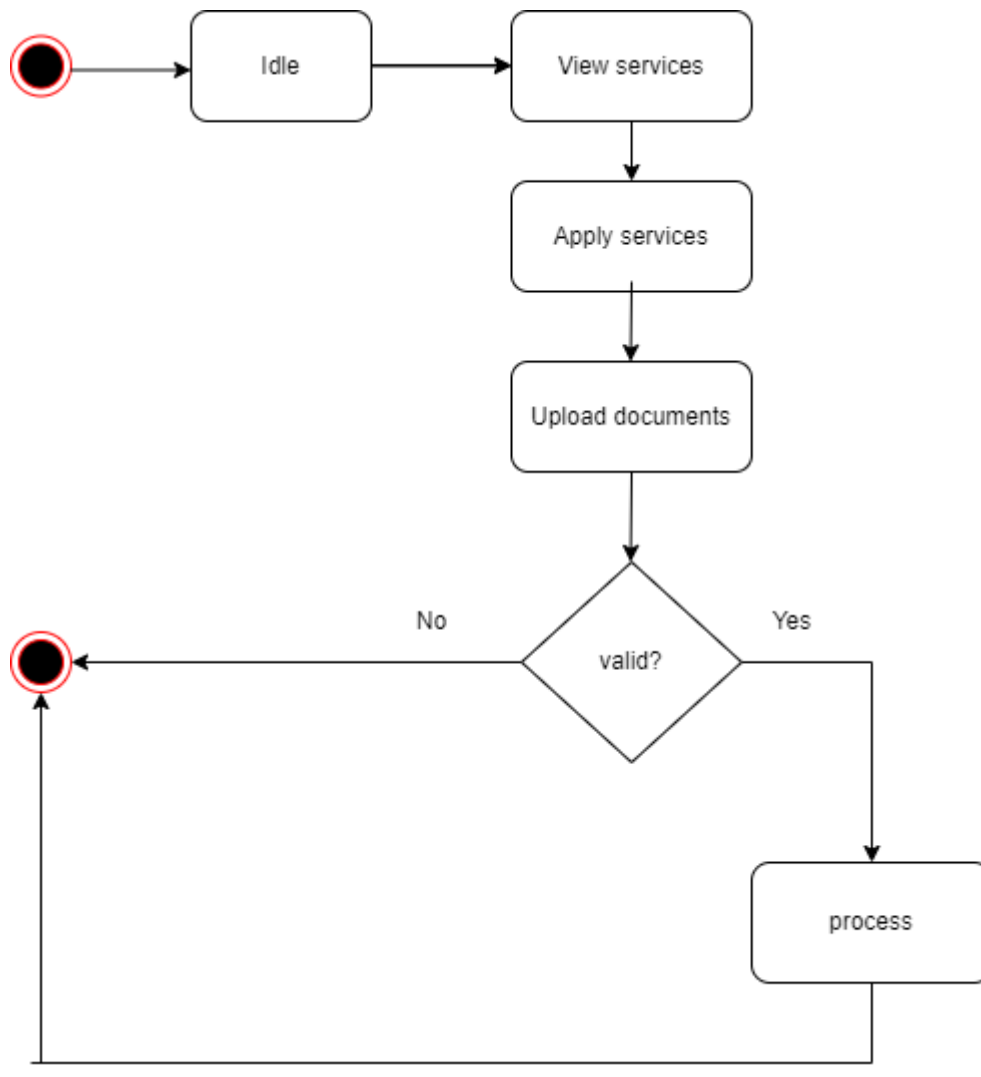 Idle
View services
Apply services
Upload documents
No
Yes
valid?
process